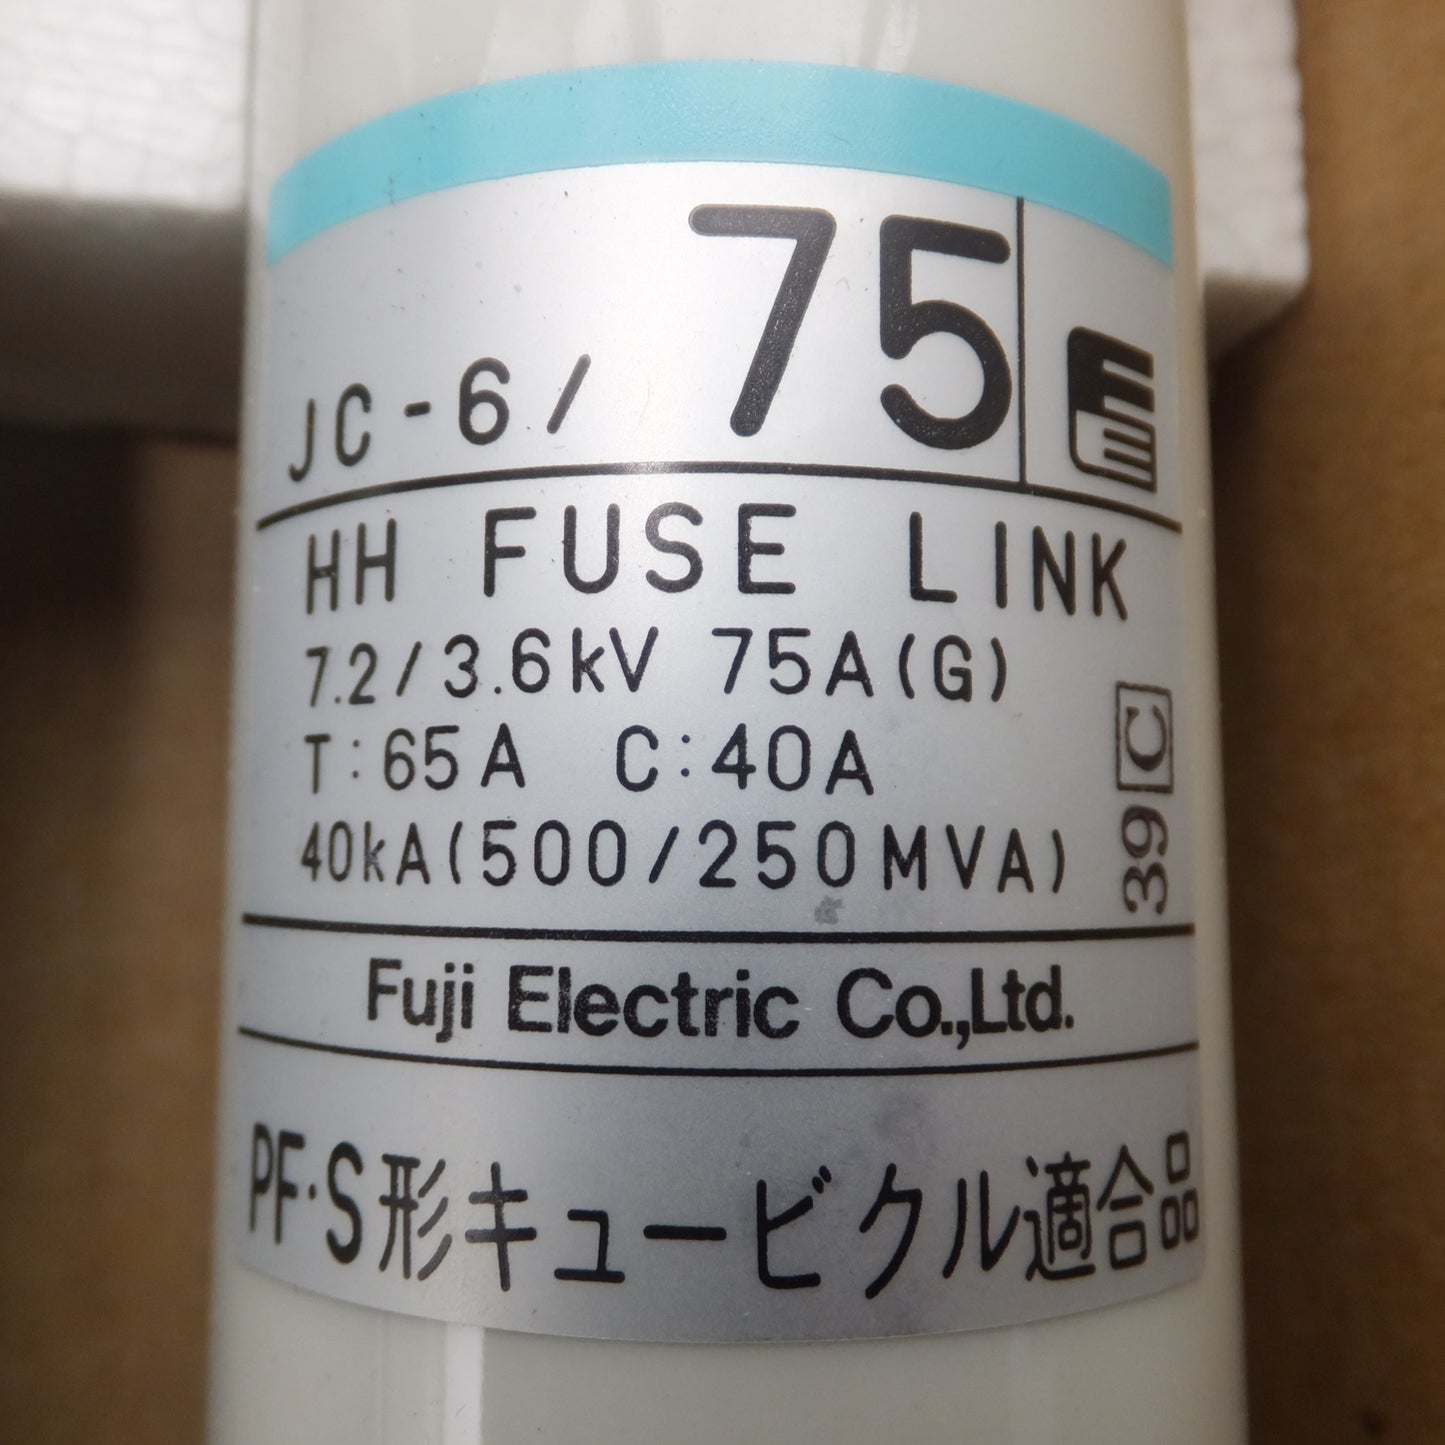 JC-6/75
HH FUSE LINK
7.2/3.6kV 75A(G)
T:65A C:40A
40kA(500/250MVA)
39 C
Fuji Electric Co.,Ltd.
PF·S形キュービクル適合品